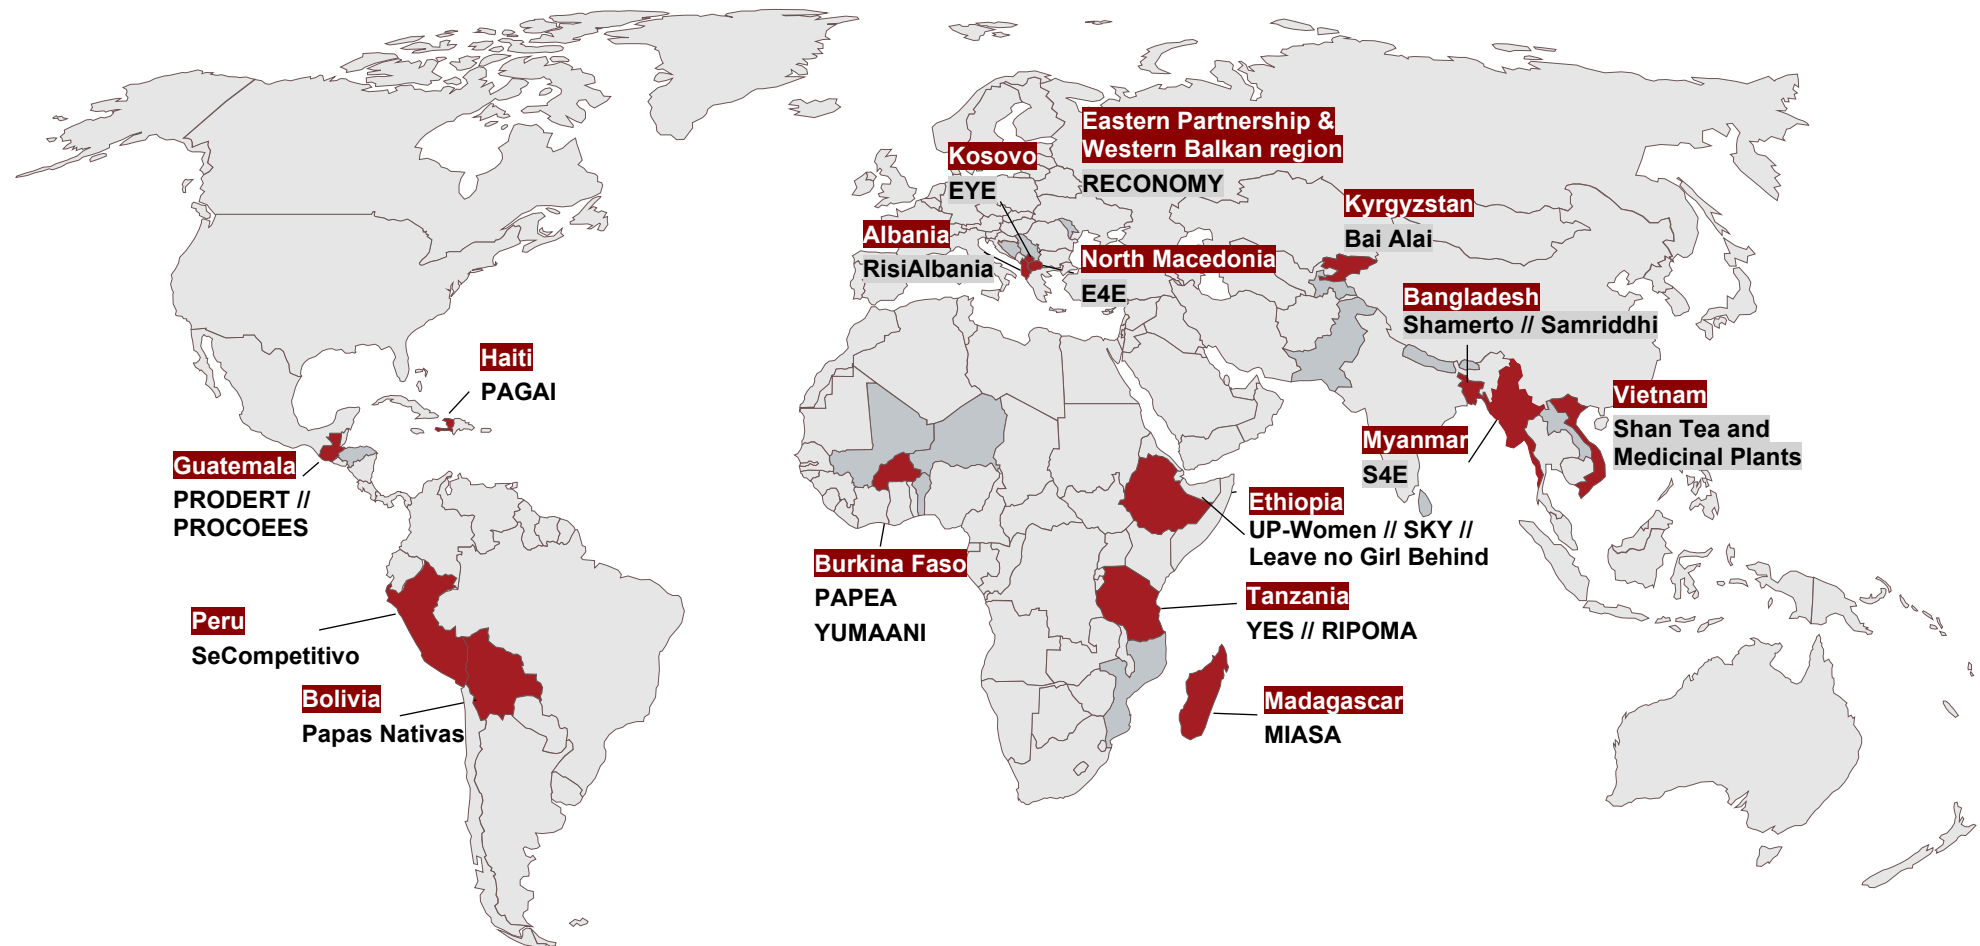 Eastern Partnership &
Western Balkan region
RECONOMY
Kosovo
EYE
Albania
RisiAlbania
North Macedonia
E4E
Kyrgyzstan
Bai Alai
Bangladesh
Shamerto // Samriddhi
Haiti
PAGAI
Vietnam
Shan Tea and
Medicinal Plants
Myanmar
S4E
Guatemala
PRODERT //
PROCOEES
Ethiopia
UP-Women // SKY //
Leave no Girl Behind
Burkina Faso
PAPEA
YUMAANI
Tanzania
YES // RIPOMA
Peru
SeCompetitivo
Bolivia
Papas Nativas
Madagascar
MIASA